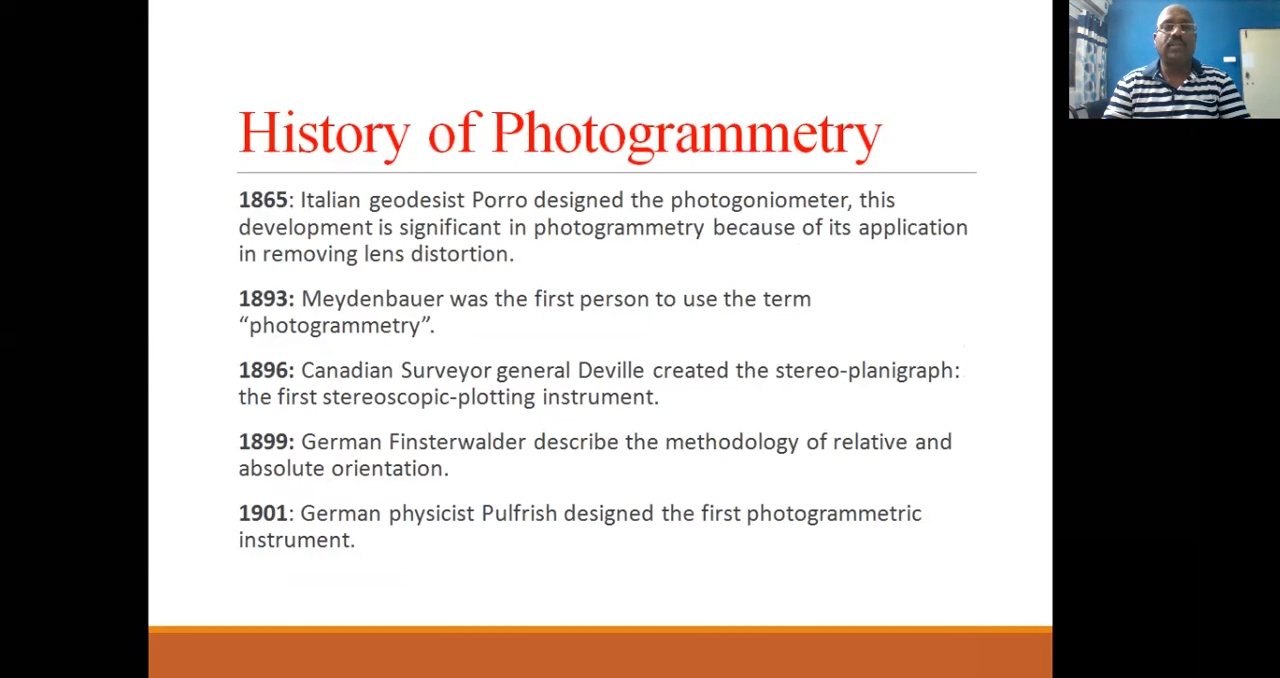 History of Photogrammetry
1865: Italian geodesist Porro designed the photogoniometer, this
development is significant in photogrammetry because of its application
in removing lens distortion.
1893: Meydenbauer was the first person to use the term
“photogrammetry”.
1896: Canadian Surveyor general Deville created the stereo-planigraph:
the first stereoscopic-plotting instrument.
1899: German Finsterwalder describe the methodology of relative and
absolute orientation.
1901: German physicist Pulfrish designed the first photogrammetric
instrument.